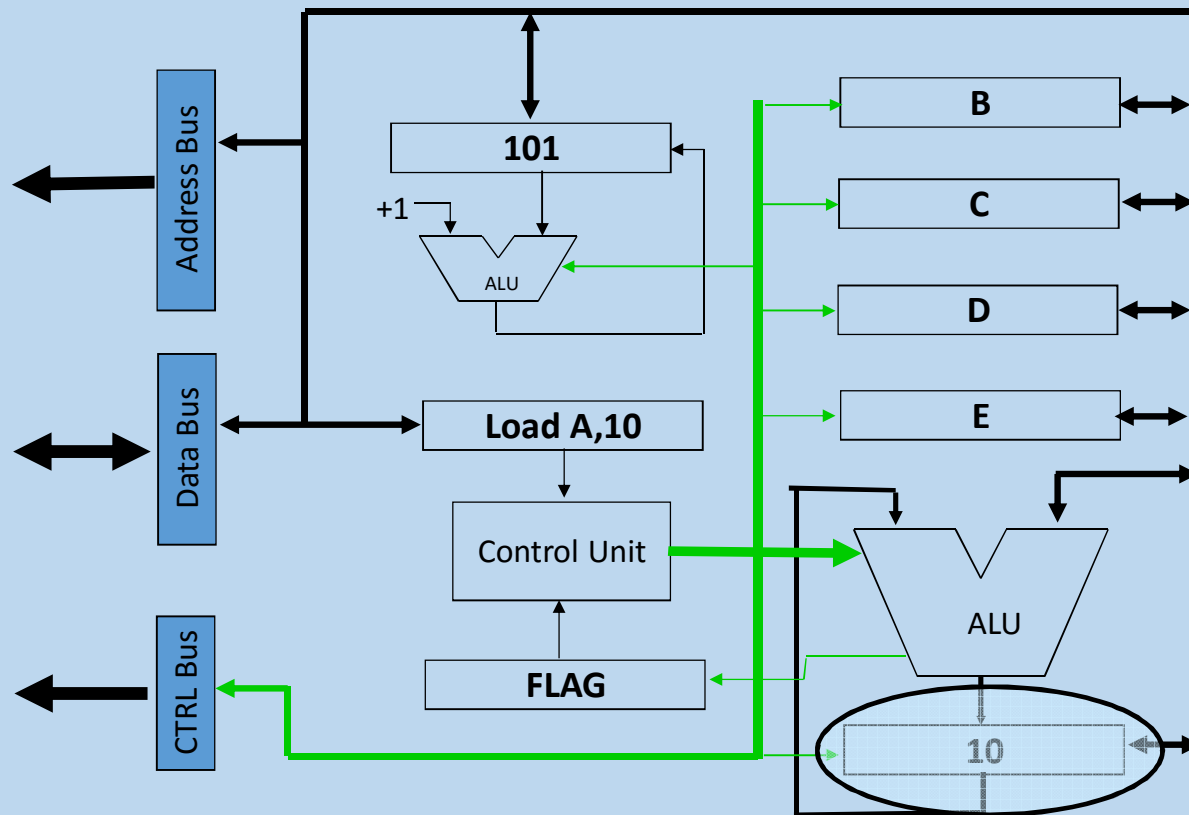 Address Bus
101
+1
ALU
B
C
D
E
Data Bus
Load A,10
Control Unit
ALU
CTRL Bus
FLAG
10